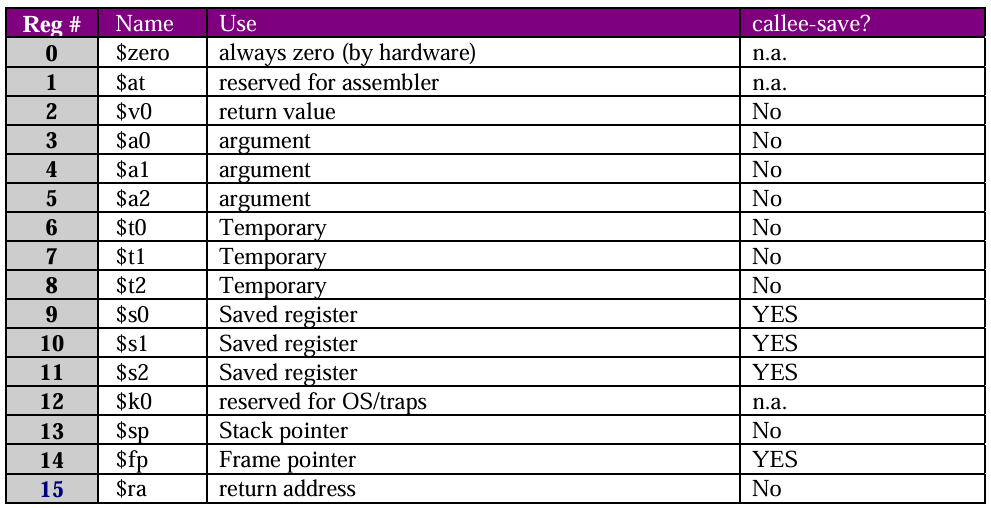 Reg # Name Use callee-save?
0 $zero always zero (by hardware) n.a.
1 $at reserved for assembler n.a.
2 $v0 return value No
3 $a0 argument No
4 $a1 argument No
5 $a2 argument No
6 $t0 Temporary No
7 $t1 Temporary No
8 $t2 Temporary No
9 $s0 Saved register YES
10 $s1 Saved register YES
11 $s2 Saved register YES
12 $k0 reserved for OS/traps n.a.
13 $sp Stack pointer No
14 $fp Frame pointer YES
15 $ra return address No